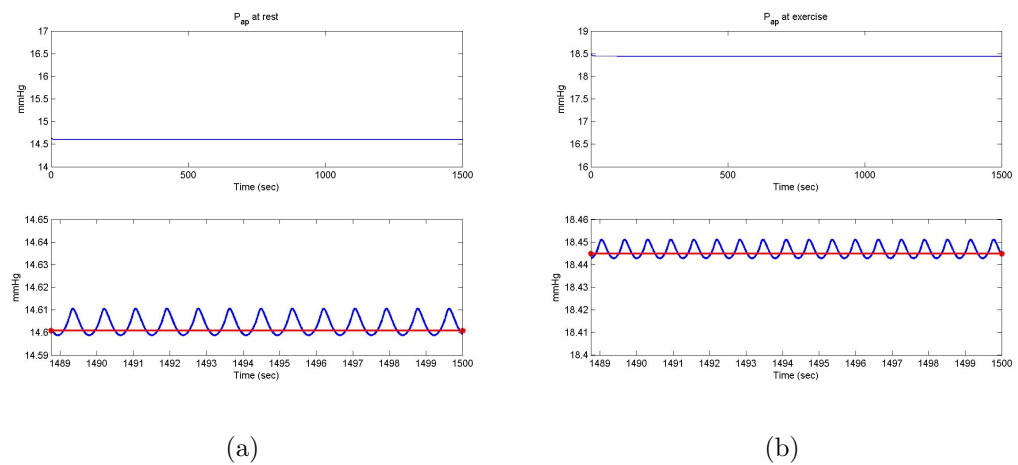 P_ap at rest
17
16.5
16
15.5
15
14.5
14
mmHg
0 500 1000 1500
Time (sec)
14.65
14.64
14.63
14.62
14.61
14.6
14.59
mmHg
1489 1490 1491 1492 1493 1494 1495 1496 1497 1498 1499 1500
Time (sec)
(a)
P_ap at exercise
19
18.5
18
17.5
17
16.5
16
mmHg
0 500 1000 1500
Time (sec)
18.46
18.45
18.44
18.43
18.42
18.41
18.4
mmHg
1489 1490 1491 1492 1493 1494 1495 1496 1497 1498 1499 1500
Time (sec)
(b)